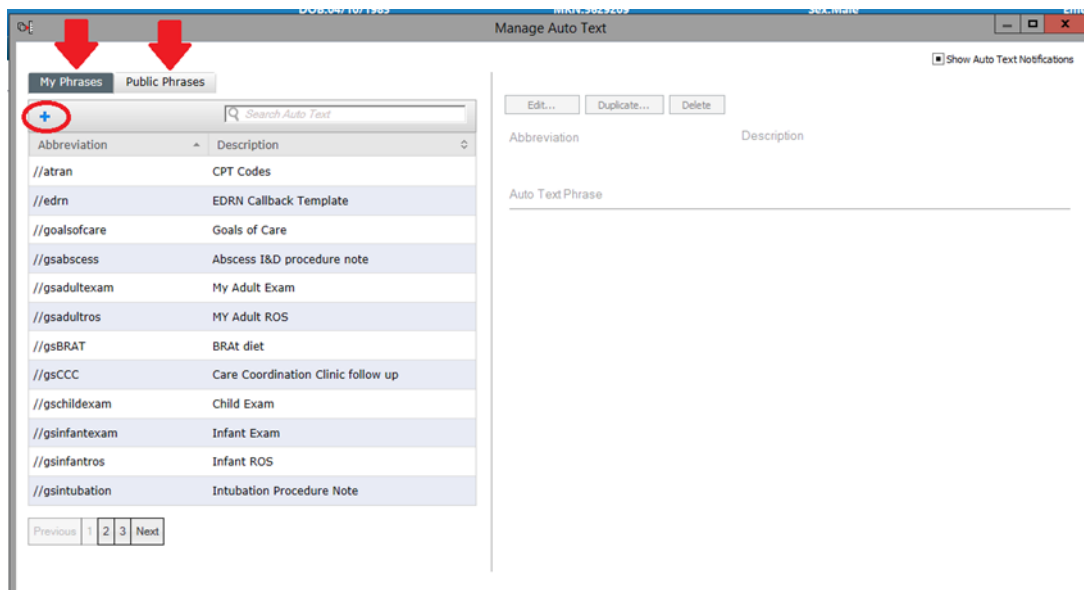 Manage Auto Text
Show Auto Text Notifications
My Phrases Public Phrases
Search Auto Text
Edit... Duplicate... Delete
Abbreviation Description
Abbreviation Description
Auto Text Phrase
//atran CPT Codes
//edrn EDRN Callback Template
//goalsofcare Goals of Care
//gsabscess Abscess I&D procedure note
//gsadultexam My Adult Exam
//gsadultros MY Adult ROS
//gsBRAT BRAt diet
//gsCCC Care Coordination Clinic follow up
//gschildexam Child Exam
//gsinfantexam Infant Exam
//gsinfantros Infant ROS
//gsintubation Intubation Procedure Note
Previous 1 2 3 Next